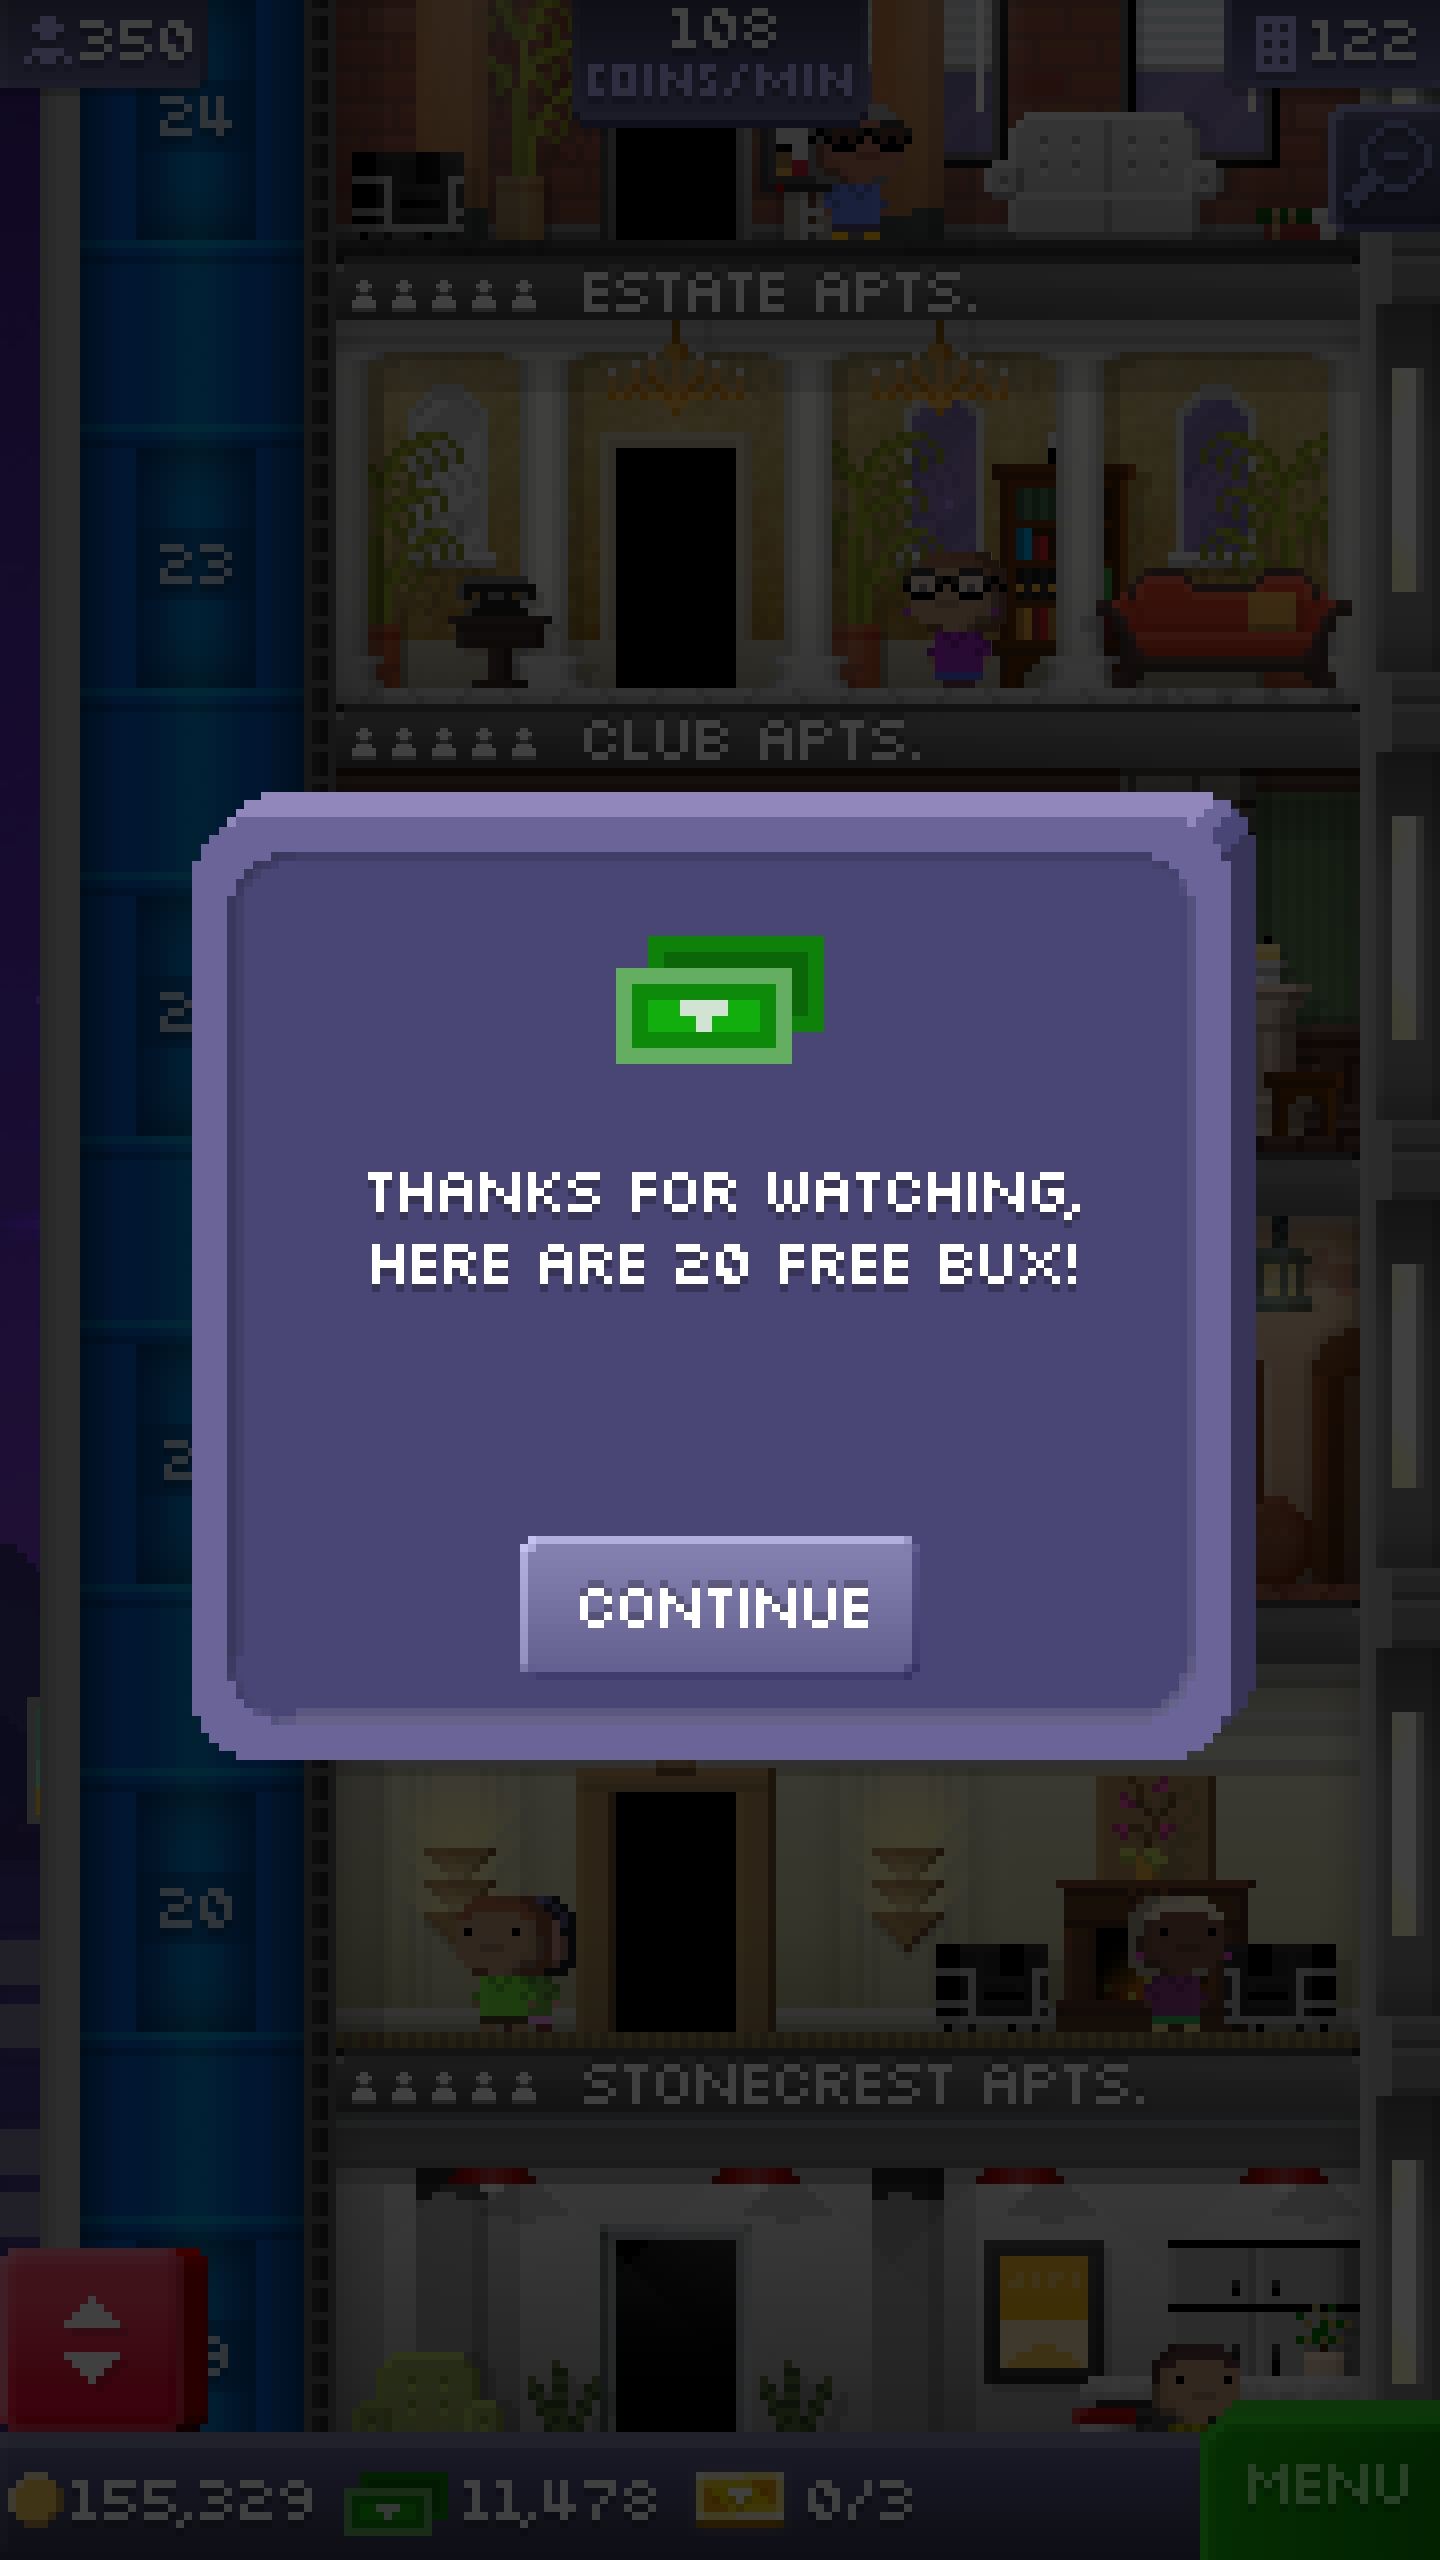 350
108
COINS/MIN
122
24
ESTATE APTS.
23
CLUB APTS.
THANKS FOR WATCHING,
HERE ARE 20 FREE BUX!
CONTINUE
20
STONECREST APTS.
155,329
11,478
0/3
MENU